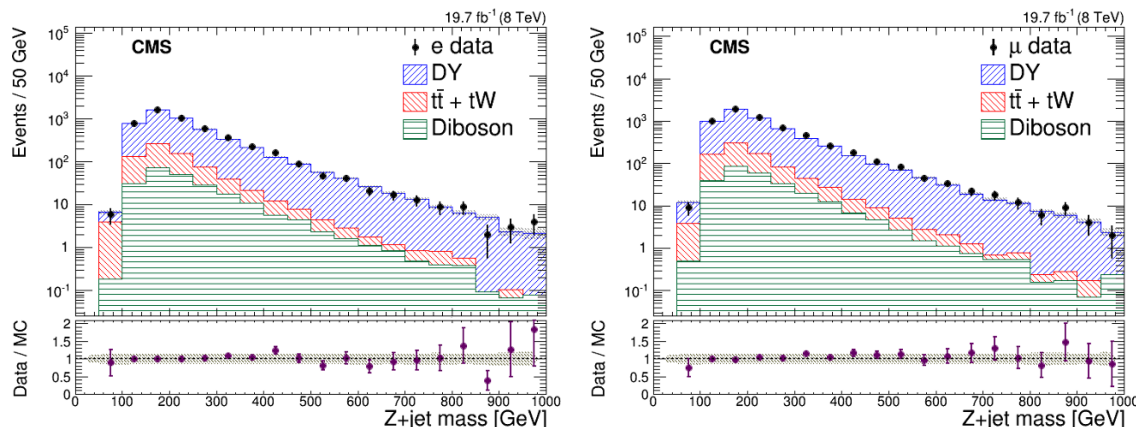 19.7 fb⁻¹ (8 TeV)
Events / 50 GeV
CMS
e data
DY
tt̄ + tW
Diboson
10⁵
10⁴
10³
10²
10
1
10⁻¹
Data / MC
2
1.5
1
0.5
0
0 100 200 300 400 500 600 700 800 900 1000
Z+jet mass [GeV]
19.7 fb⁻¹ (8 TeV)
Events / 50 GeV
CMS
μ data
DY
tt̄ + tW
Diboson
10⁵
10⁴
10³
10²
10
1
10⁻¹
Data / MC
2
1.5
1
0.5
0
0 100 200 300 400 500 600 700 800 900 1000
Z+jet mass [GeV]